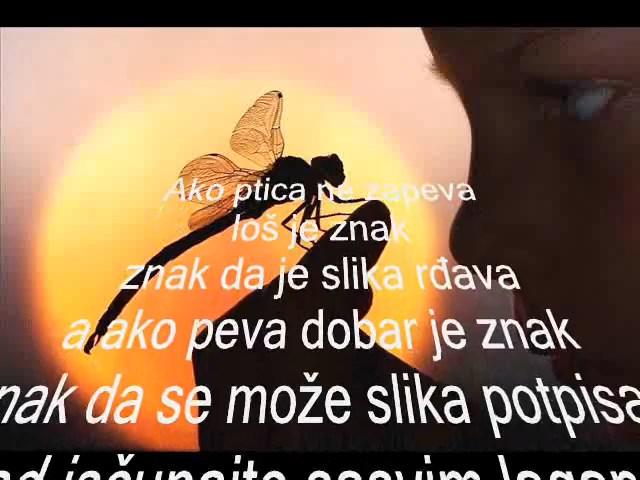 Ako ptica ne zapeva
loš je znak
znak da je slika rđava
a ako peva dobar je znak
nak da se može slika potpisa